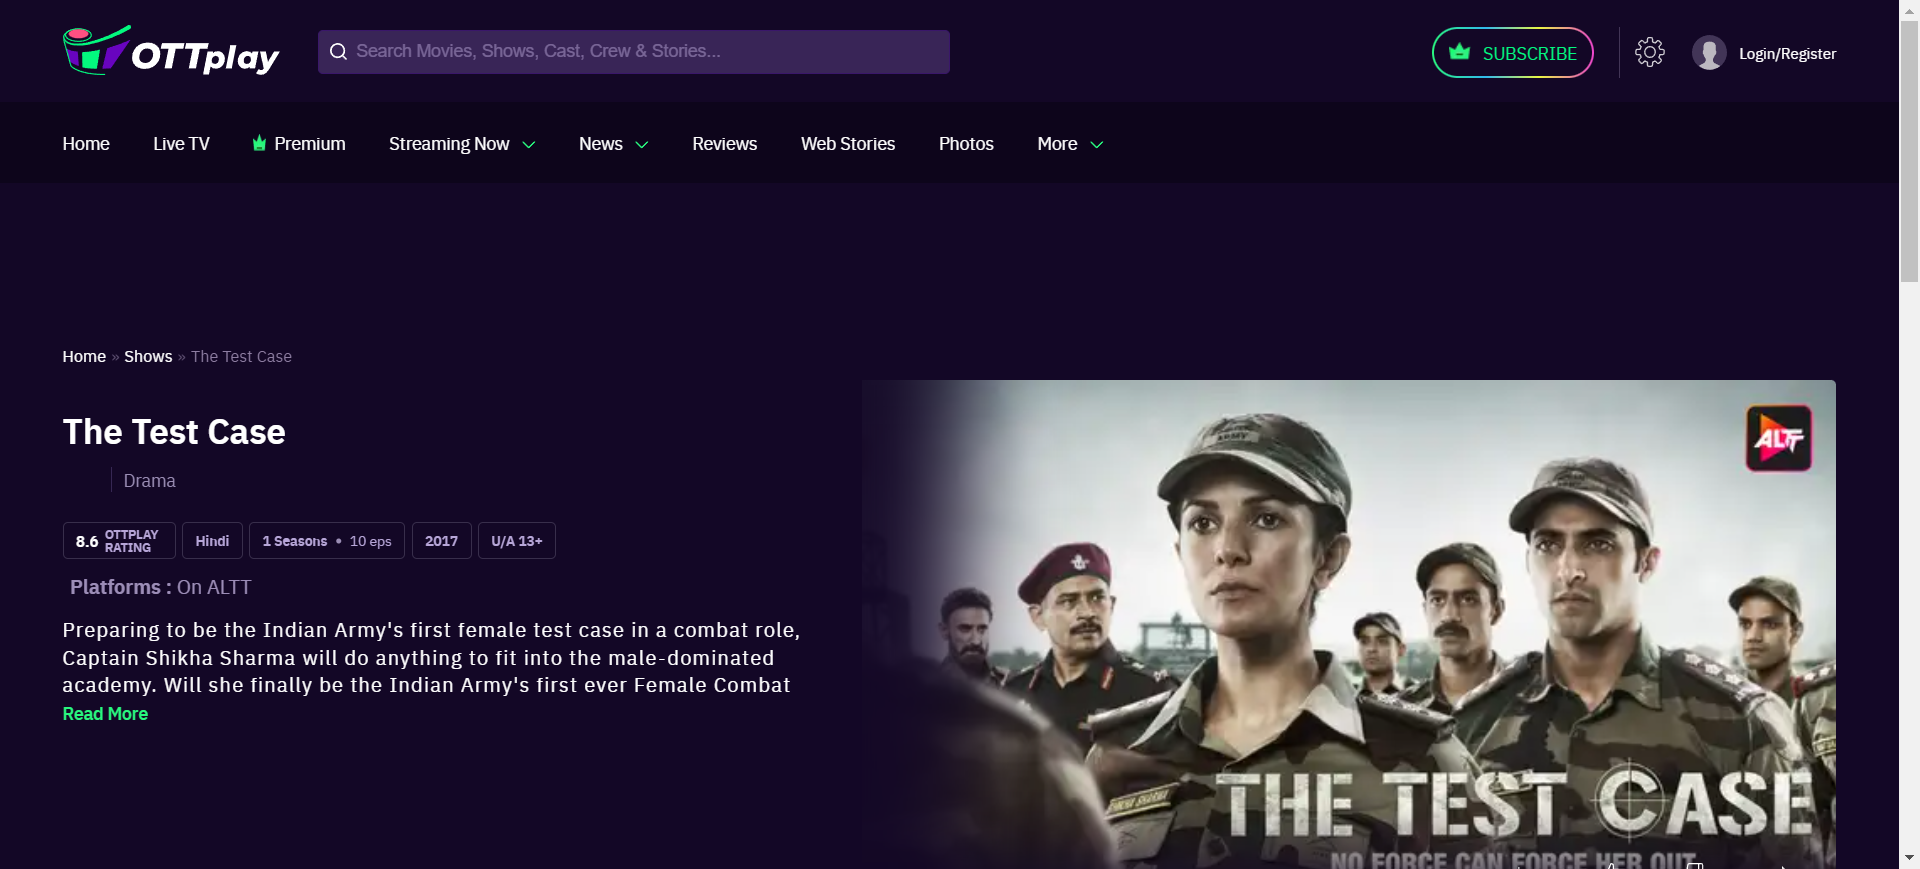 OTTplay
Search Movies, Shows, Cast, Crew & Stories...
SUBSCRIBE
Login/Register
Home
Live TV
Premium
Streaming Now
News
Reviews
Web Stories
Photos
More
Home » Shows » The Test Case
The Test Case
Drama
8.6 OTTPLAY RATING
Hindi
1 Seasons • 10 eps
2017
U/A 13+
Platforms : On ALTT
Preparing to be the Indian Army's first female test case in a combat role,
Captain Shikha Sharma will do anything to fit into the male-dominated
academy. Will she finally be the Indian Army's first ever Female Combat
Read More
ALTT
ARMY
SHIKHA SHARMA
THE TEST CASE
NO FORCE CAN FORCE HER OUT